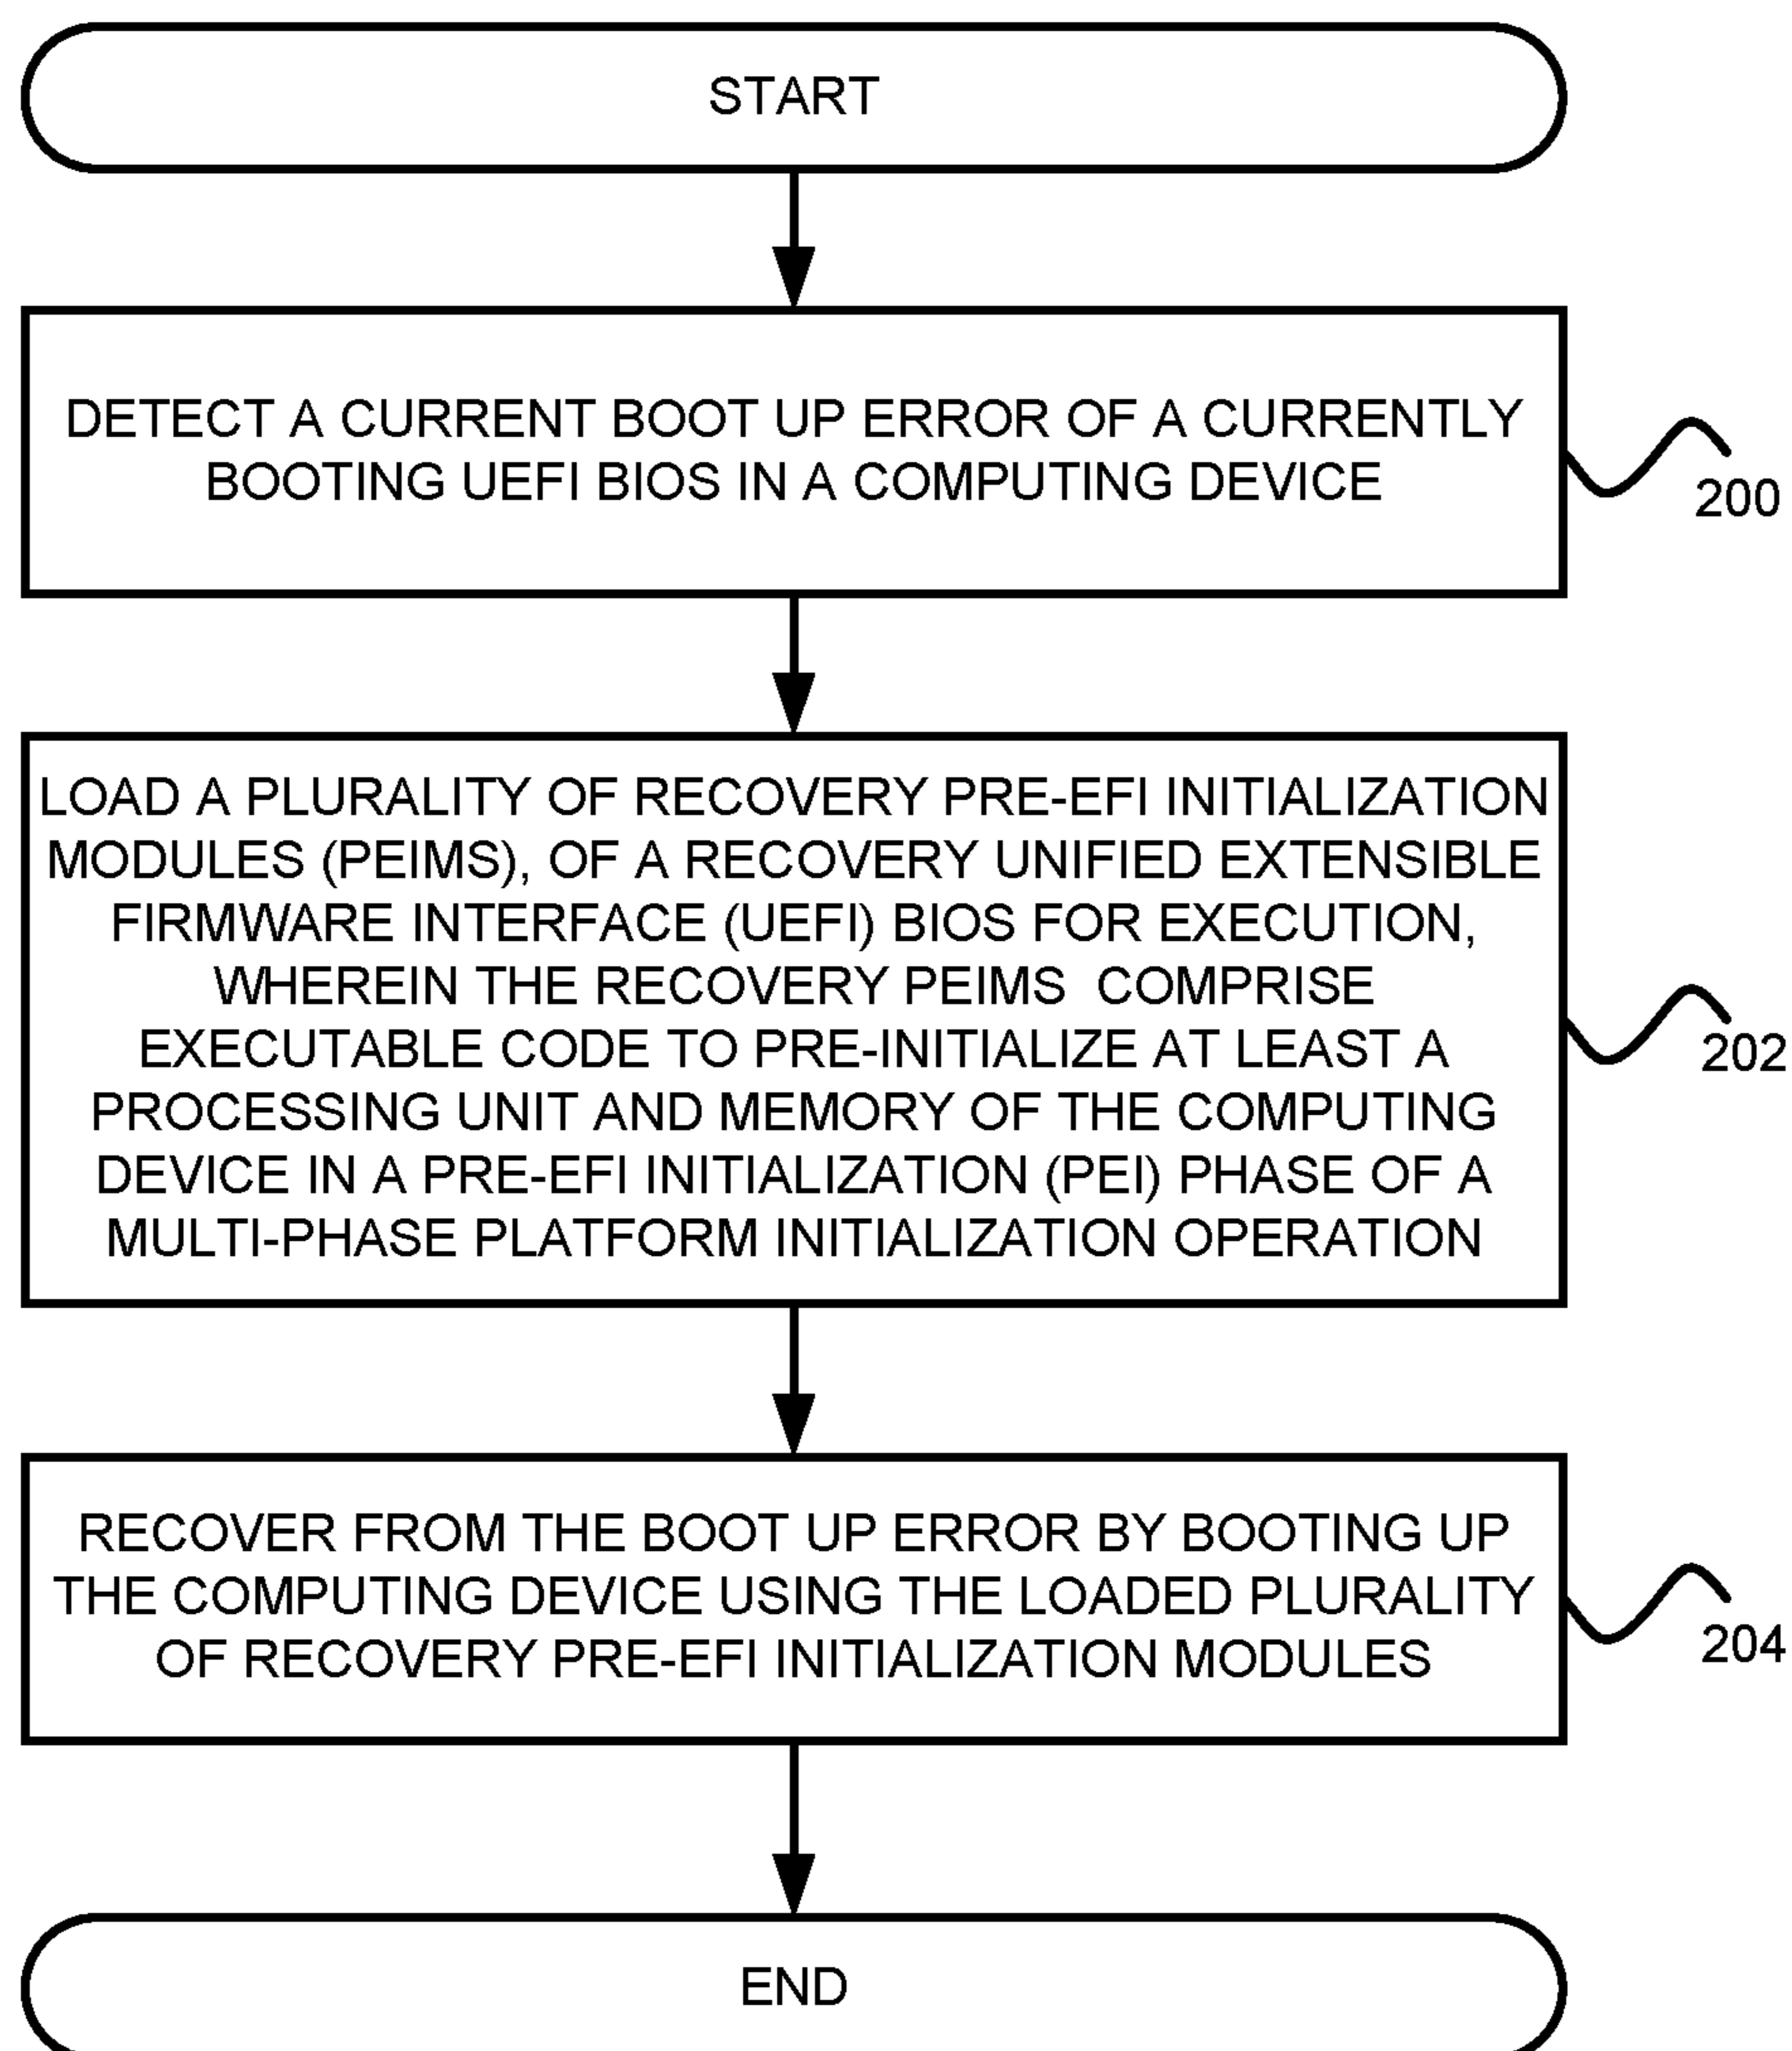 START
DETECT A CURRENT BOOT UP ERROR OF A CURRENTLY
BOOTING UEFI BIOS IN A COMPUTING DEVICE
200
LOAD A PLURALITY OF RECOVERY PRE-EFI INITIALIZATION
MODULES (PEIMS), OF A RECOVERY UNIFIED EXTENSIBLE
FIRMWARE INTERFACE (UEFI) BIOS FOR EXECUTION,
WHEREIN THE RECOVERY PEIMS COMPRISE
EXECUTABLE CODE TO PRE-INITIALIZE AT LEAST A
PROCESSING UNIT AND MEMORY OF THE COMPUTING
DEVICE IN A PRE-EFI INITIALIZATION (PEI) PHASE OF A
MULTI-PHASE PLATFORM INITIALIZATION OPERATION
202
RECOVER FROM THE BOOT UP ERROR BY BOOTING UP
THE COMPUTING DEVICE USING THE LOADED PLURALITY
OF RECOVERY PRE-EFI INITIALIZATION MODULES
204
END